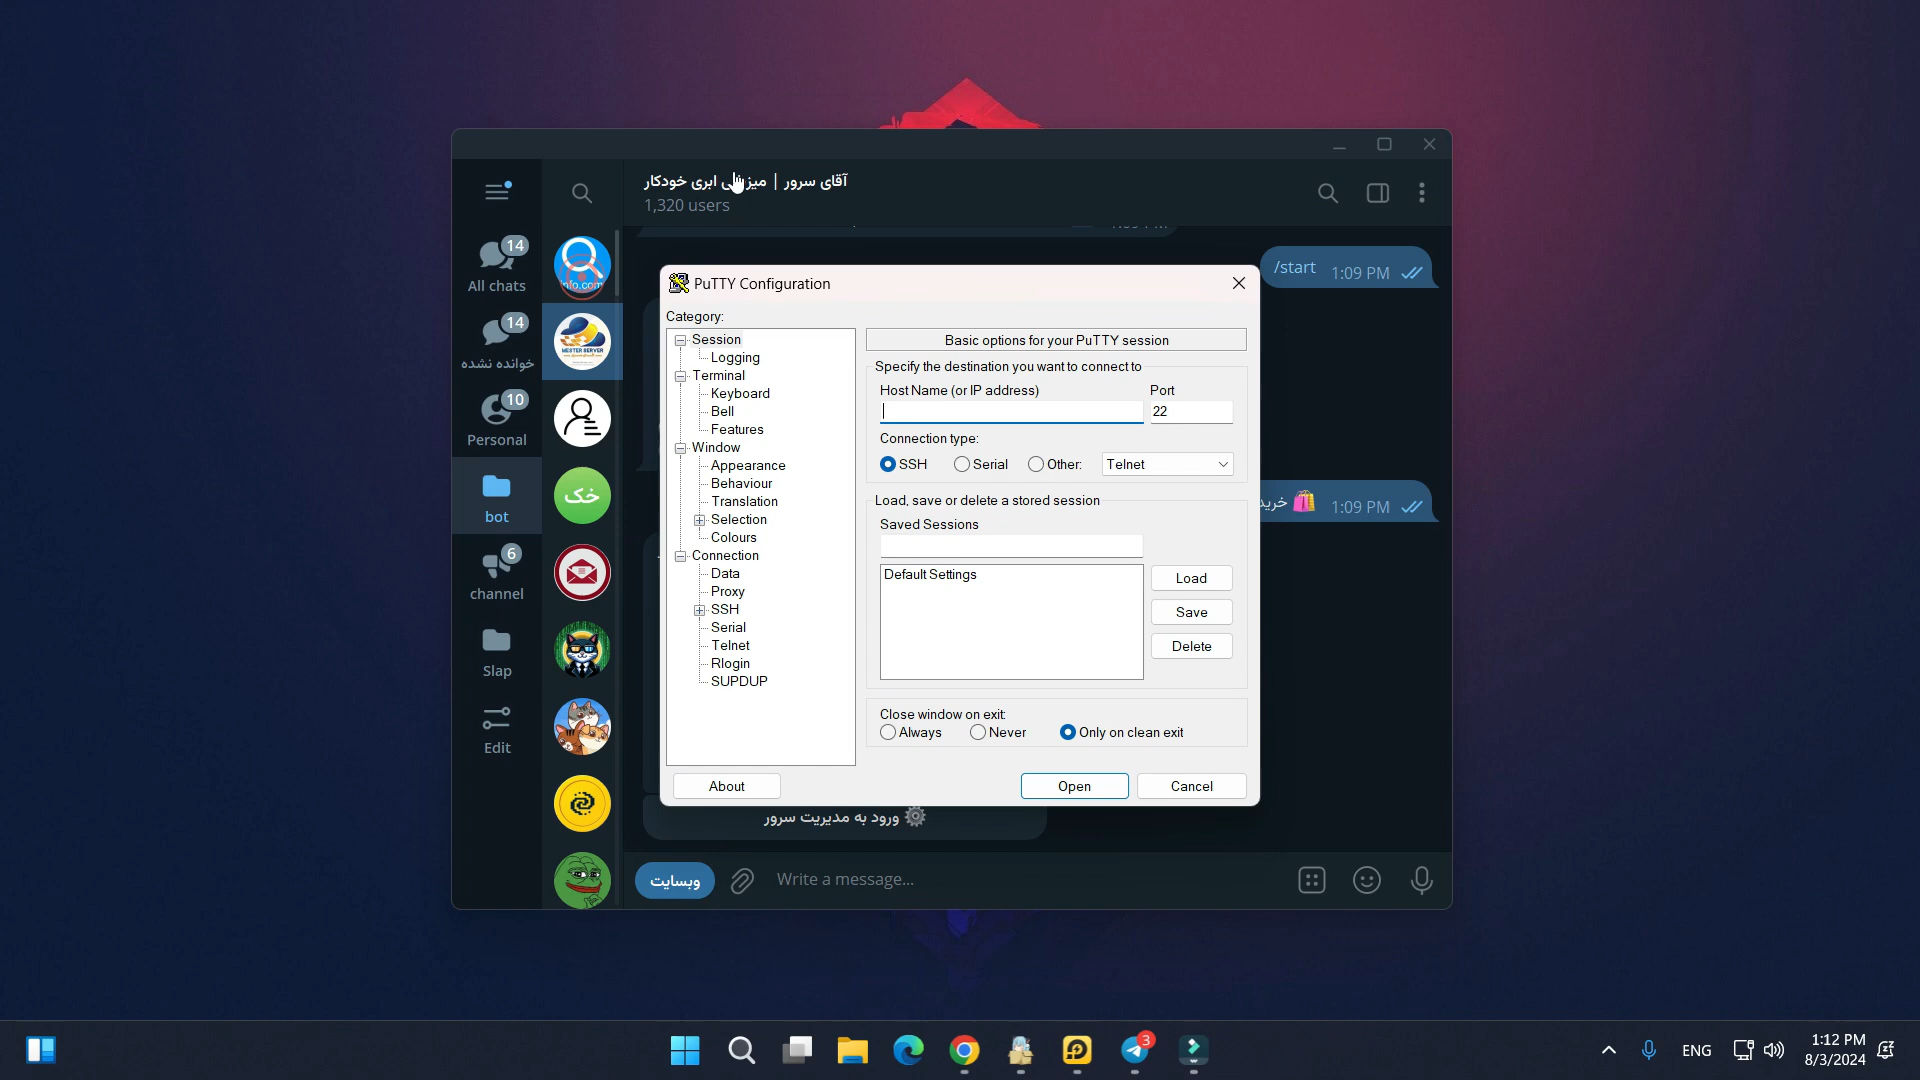 آقای سرور | میزبانی ابری خودکار
1,320 users
14
All chats
14
خوانده نشده
10
Personal
bot
6
channel
Slap
Edit
nfo.com
MESTER SERVER
خک
/start 1:09 PM
خرید 1:09 PM
PuTTY Configuration
Category:
Session
Logging
Terminal
Keyboard
Bell
Features
Window
Appearance
Behaviour
Translation
Selection
Colours
Connection
Data
Proxy
SSH
Serial
Telnet
Rlogin
SUPDUP
Basic options for your PuTTY session
Specify the destination you want to connect to
Host Name (or IP address) Port
22
Connection type:
SSH Serial Other: Telnet
Load, save or delete a stored session
Saved Sessions
Default Settings
Load
Save
Delete
Close window on exit:
Always Never Only on clean exit
About Open Cancel
ورود به مدیریت سرور
وبسایت Write a message...
3
ENG
1:12 PM
8/3/2024